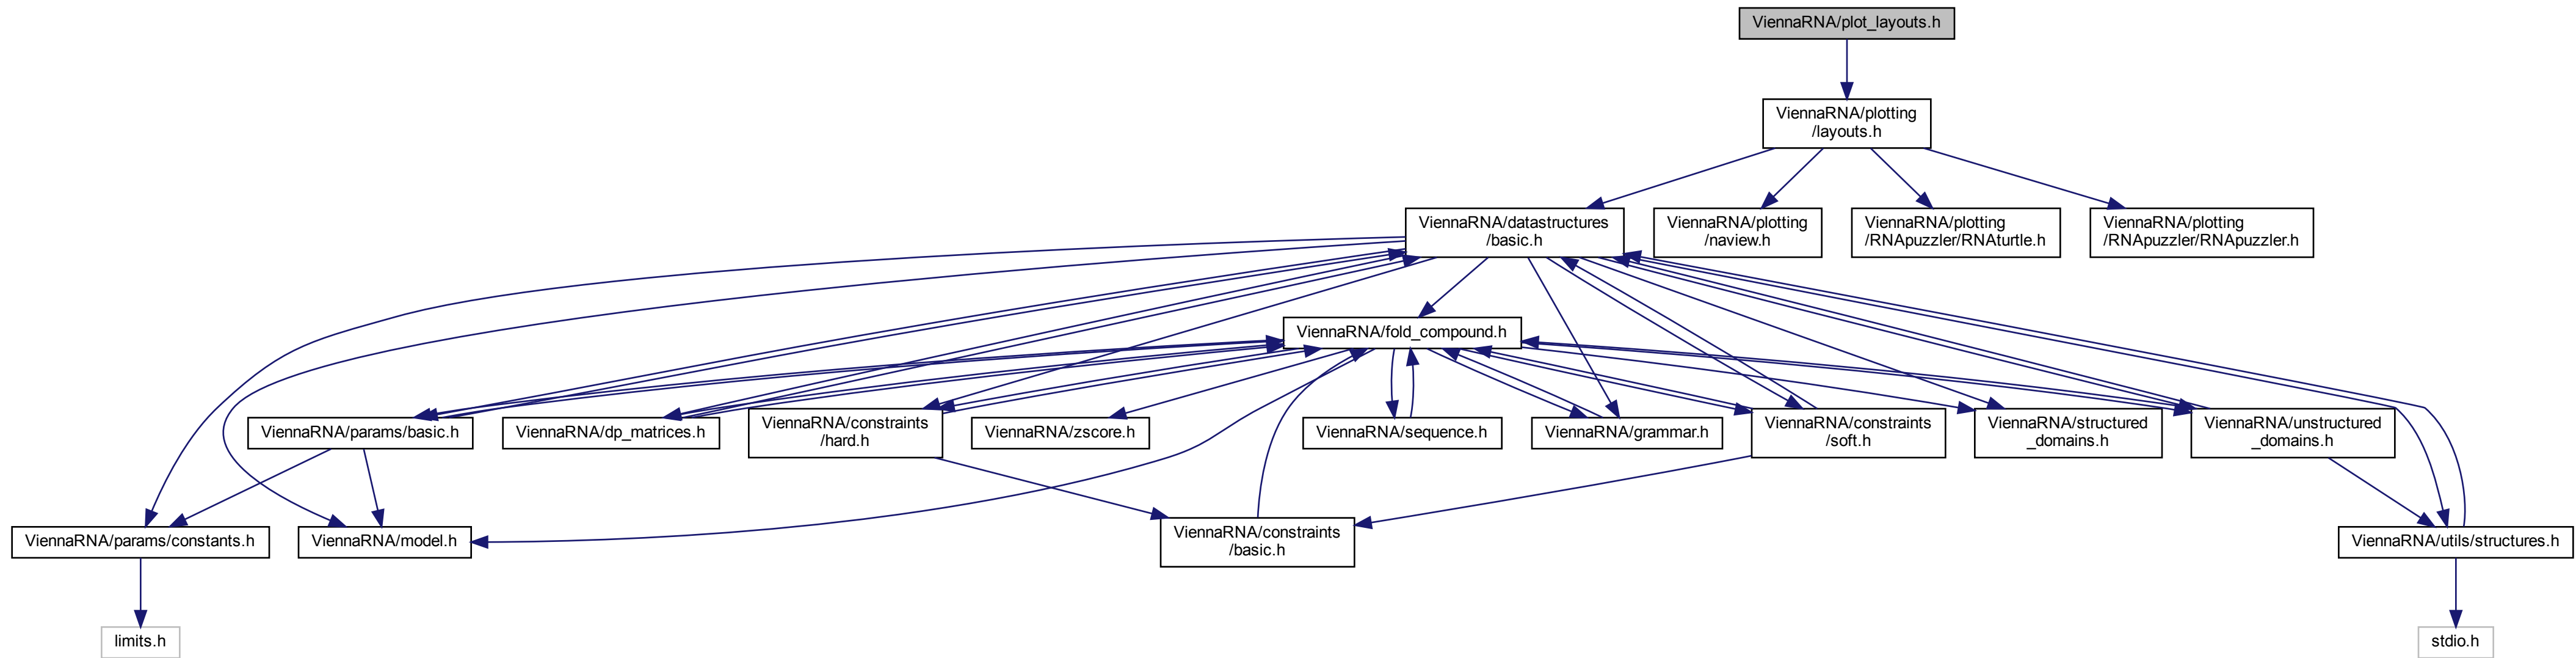 ViennaRNA/plot_layouts.h
ViennaRNA/plotting
/layouts.h
ViennaRNA/datastructures
/basic.h
ViennaRNA/plotting
/naview.h
ViennaRNA/plotting
/RNApuzzler/RNAturtle.h
ViennaRNA/plotting
/RNApuzzler/RNApuzzler.h
ViennaRNA/fold_compound.h
ViennaRNA/params/basic.h
ViennaRNA/dp_matrices.h
ViennaRNA/constraints
/hard.h
ViennaRNA/zscore.h
ViennaRNA/sequence.h
ViennaRNA/grammar.h
ViennaRNA/constraints
/soft.h
ViennaRNA/structured
_domains.h
ViennaRNA/unstructured
_domains.h
ViennaRNA/params/constants.h
ViennaRNA/model.h
ViennaRNA/constraints
/basic.h
ViennaRNA/utils/structures.h
limits.h
stdio.h